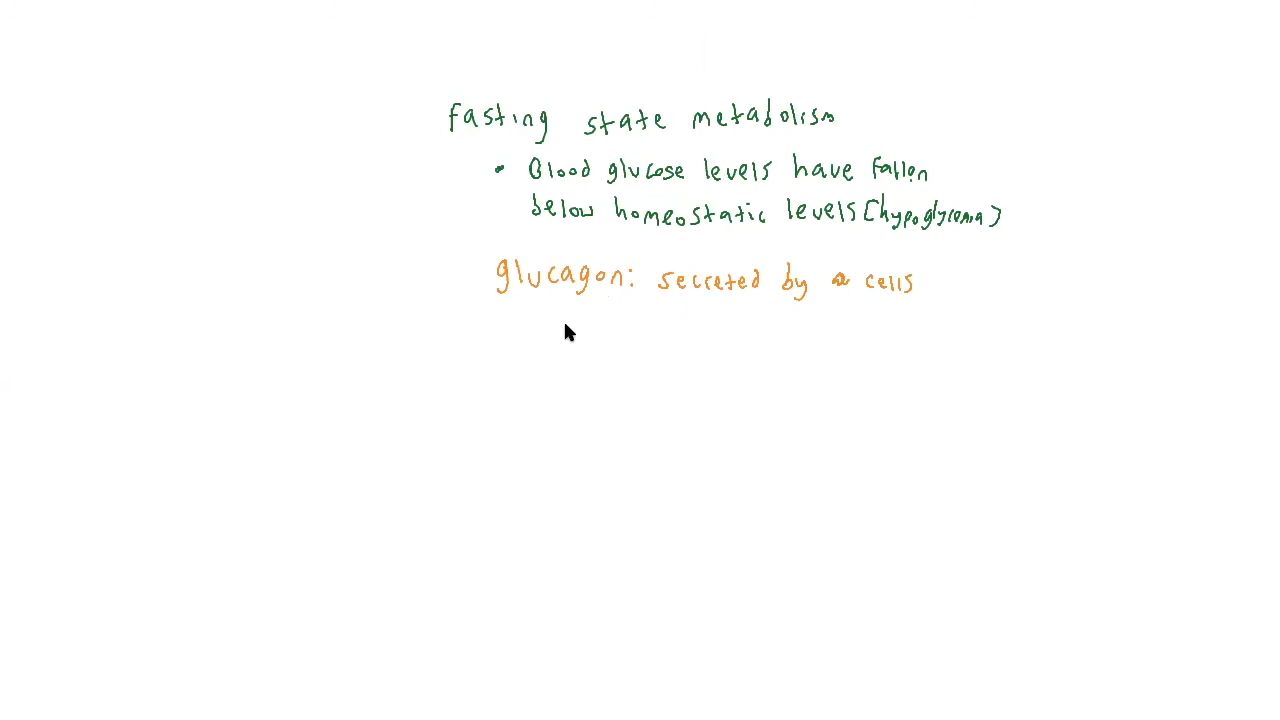 fasting state metabolism
• Blood glucose levels have fallen
below homeostatic levels (hypoglycemia)
glucagon: secreted by α cells